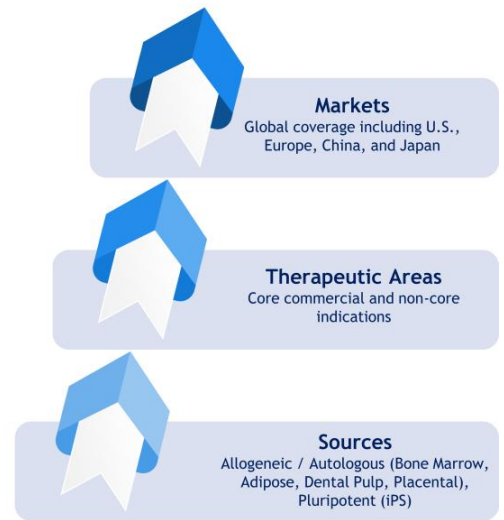 Markets
Global coverage including U.S.,
Europe, China, and Japan
Therapeutic Areas
Core commercial and non-core
indications
Sources
Allogeneic / Autologous (Bone Marrow,
Adipose, Dental Pulp, Placental),
Pluripotent (iPS)